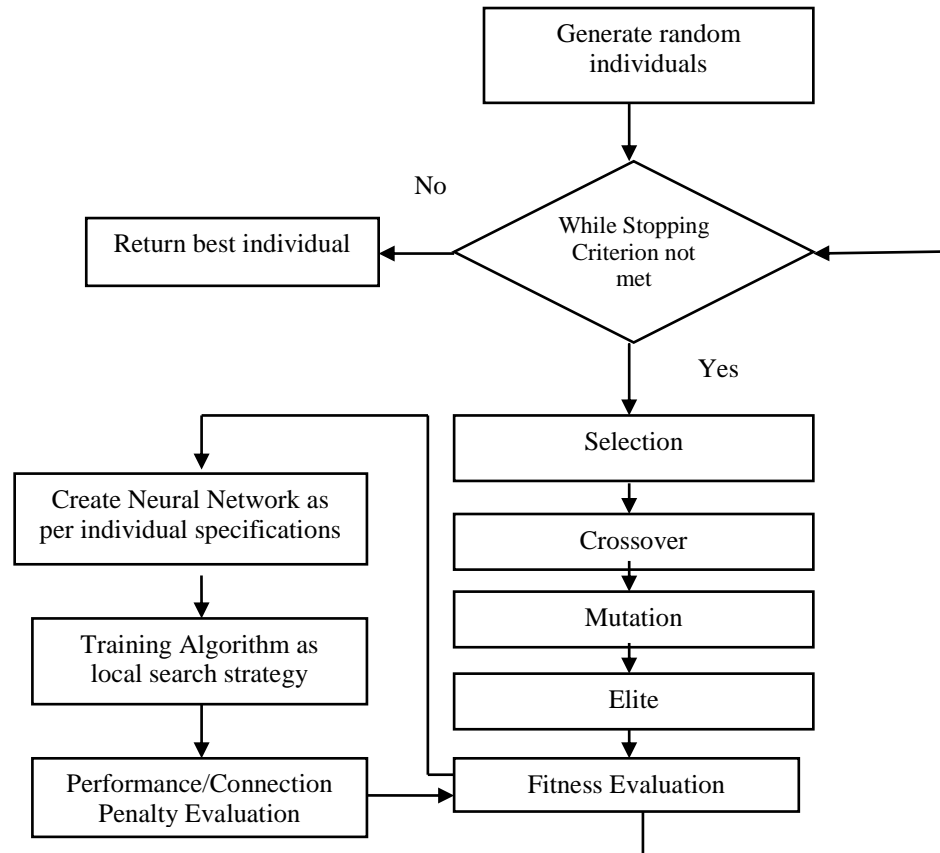 Generate random
individuals
No
While Stopping
Criterion not
met
Return best individual
Yes
Selection
Create Neural Network as
per individual specifications
Crossover
Mutation
Training Algorithm as
local search strategy
Elite
Performance/Connection
Penalty Evaluation
Fitness Evaluation